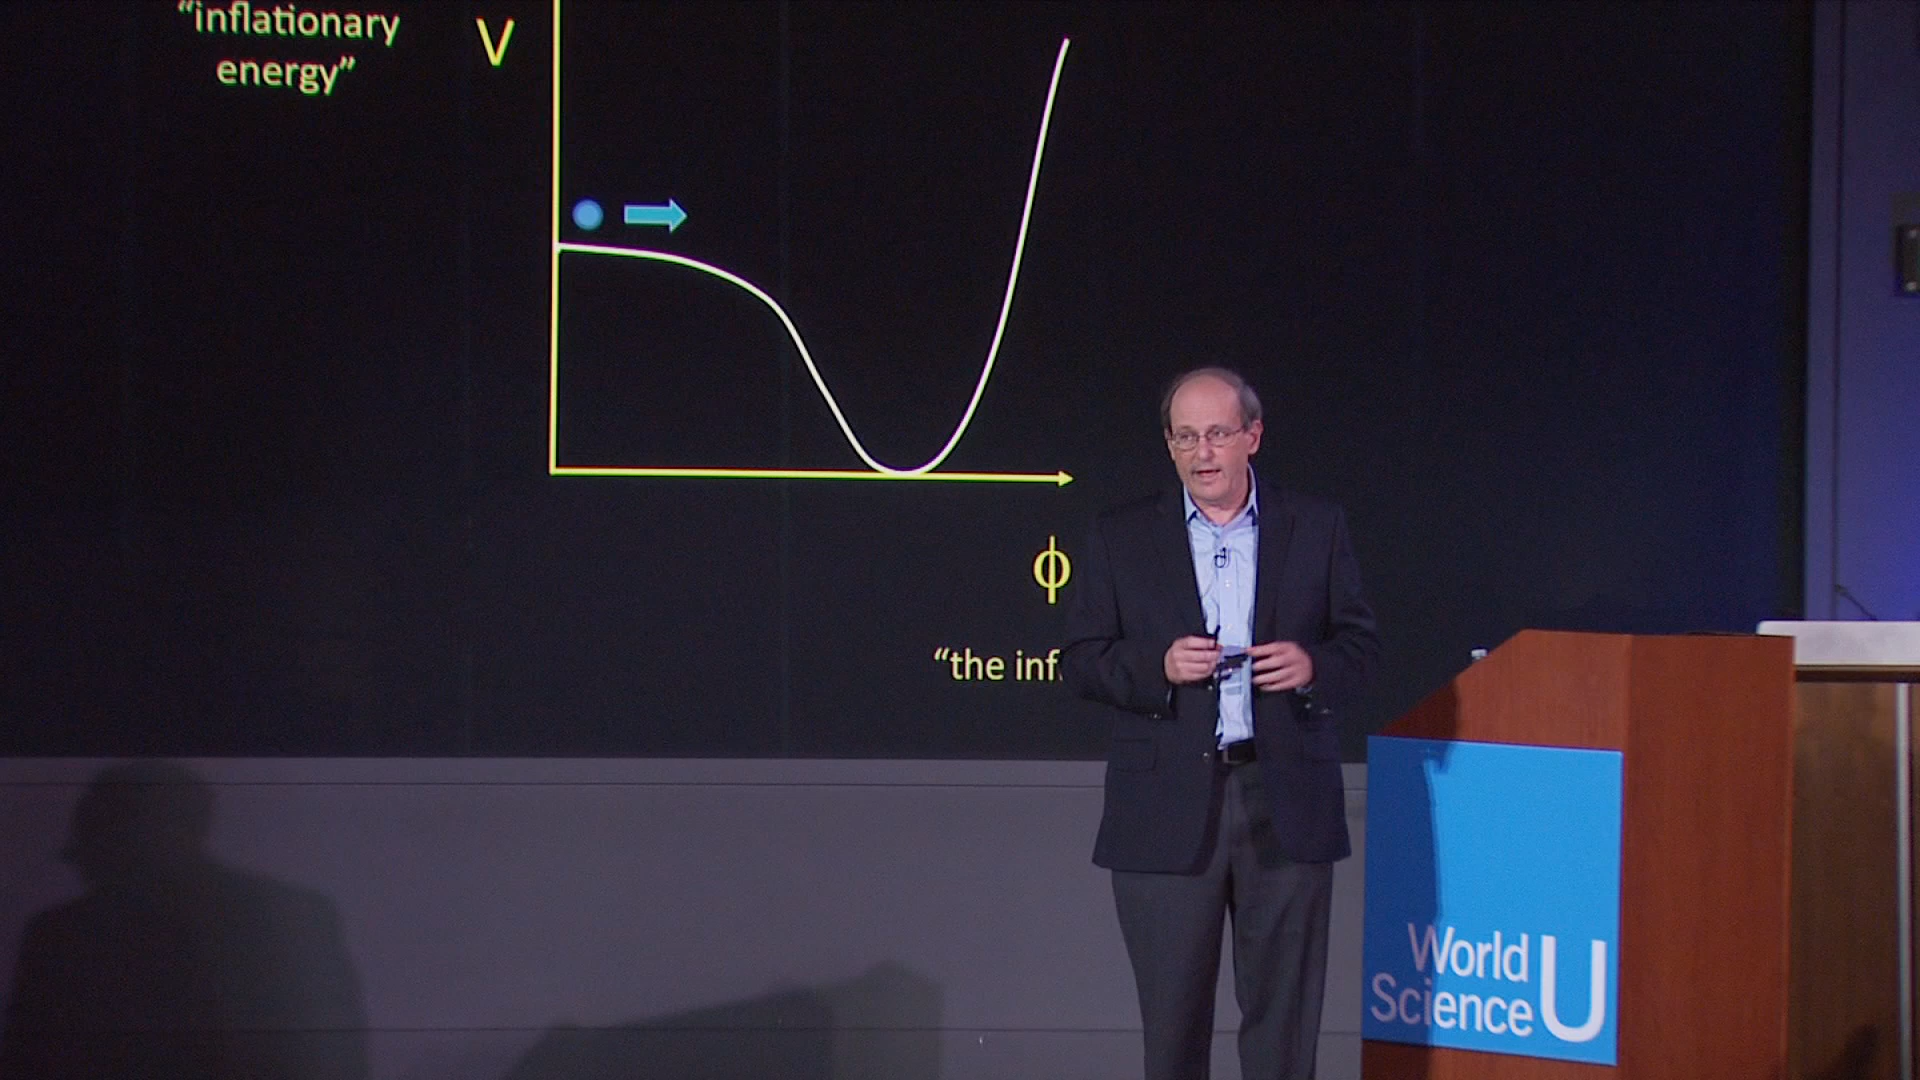 “inflationary
energy”
V
ϕ
“the inf
World
Science U